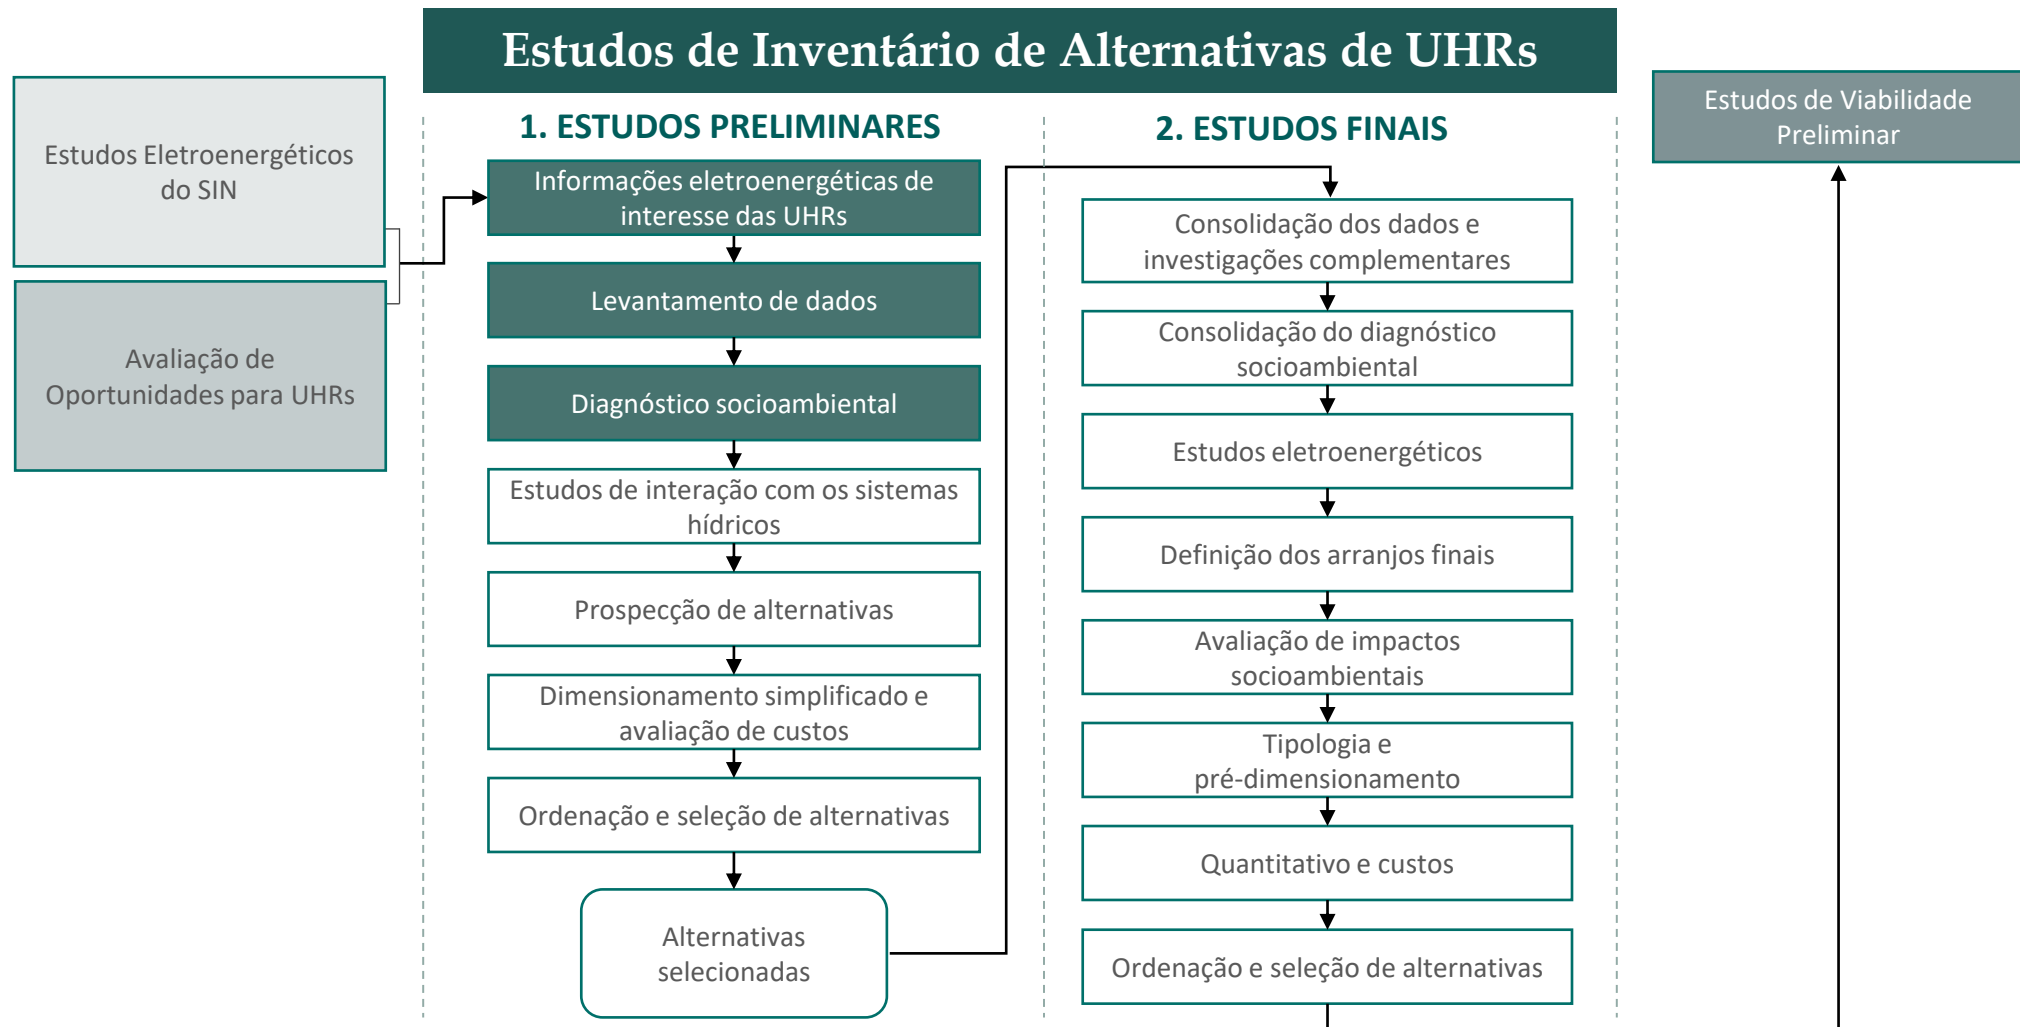 Estudos de Inventário de Alternativas de UHRs
Estudos Eletroenergéticos
do SIN
Avaliação de
Oportunidades para UHRs
1. ESTUDOS PRELIMINARES
Informações eletroenergéticas de
interesse das UHRs
Levantamento de dados
Diagnóstico socioambiental
Estudos de interação com os sistemas
hídricos
Prospecção de alternativas
Dimensionamento simplificado e
avaliação de custos
Ordenação e seleção de alternativas
Alternativas
selecionadas
2. ESTUDOS FINAIS
Consolidação dos dados e
investigações complementares
Consolidação do diagnóstico
socioambiental
Estudos eletroenergéticos
Definição dos arranjos finais
Avaliação de impactos
socioambientais
Tipologia e
pré-dimensionamento
Quantitativo e custos
Ordenação e seleção de alternativas
Estudos de Viabilidade
Preliminar